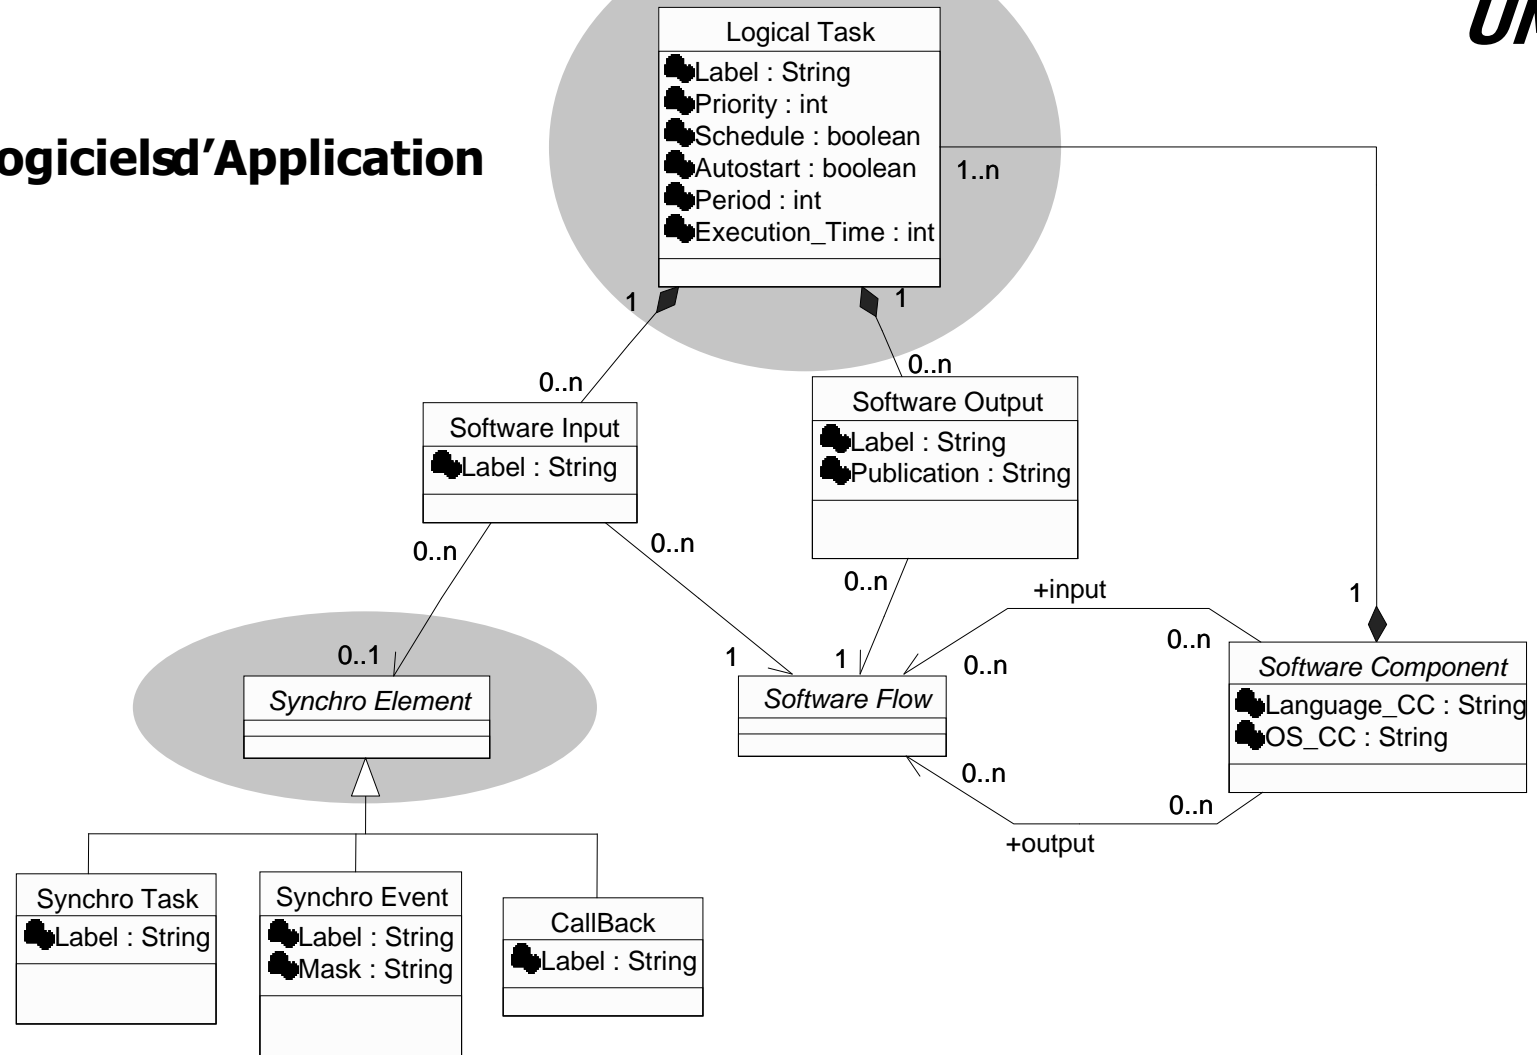 Logical Task
Label : String
Priority : int
Schedule : boolean
Autostart : boolean
Period : int
Execution_Time : int
ogicielsd'Application
1..n
1
1
0..n
0..n
Software Input
Label : String
Software Output
Label : String
Publication : String
0..n
0..n
0..n
+input
1
0..n
0..1
1
1
0..n
Synchro Element
Software Flow
Software Component
Language_CC : String
OS_CC : String
0..n
0..n
+output
Synchro Task
Label : String
Synchro Event
Label : String
Mask : String
CallBack
Label : String